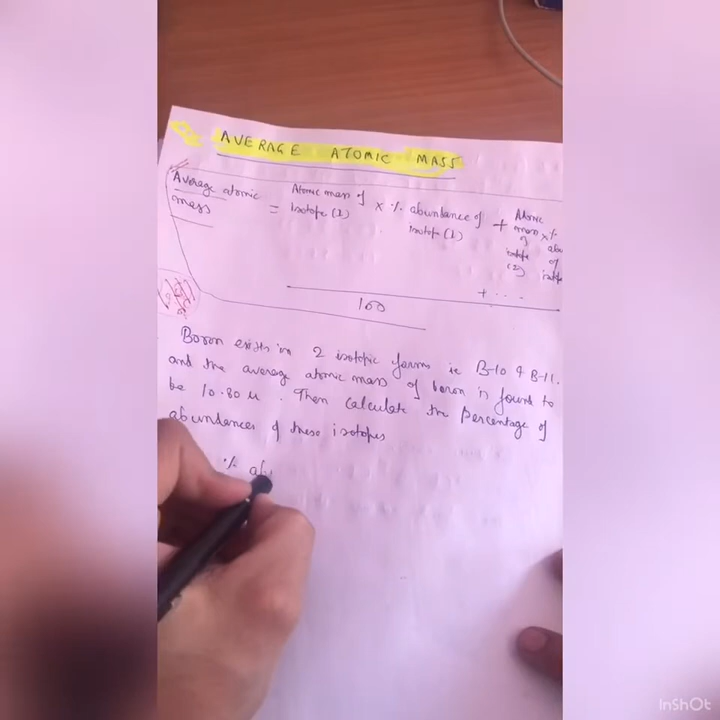 AVERAGE ATOMIC MASS
Average atomic mass = Atomic mass of isotope (1) × % abundance of isotope (1) + Atomic mass of isotope (2) × % of
+ ....
100
Boron exists in 2 isotopic forms ie B-10 & B-11.
and the average atomic mass of boron is found to
be 10.80 u. Then calculate the percentage of
abundances of these isotopes
%
InShOt